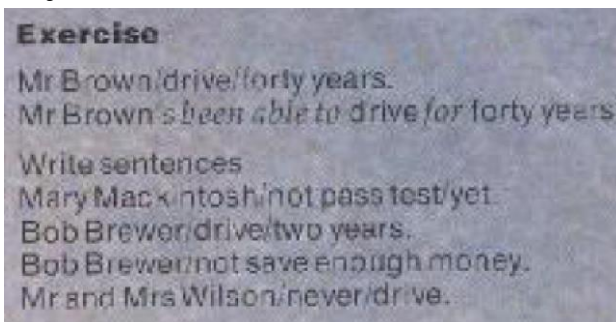 Exercise
Mr Brown/drive/forty years.
Mr Brown's been able to drive for forty years
Write sentences
Mary Mackintosh/not pass test/yet.
Bob Brewer/drive/two years.
Bob Brewer/not save enough money.
Mr and Mrs Wilson/never/drive.